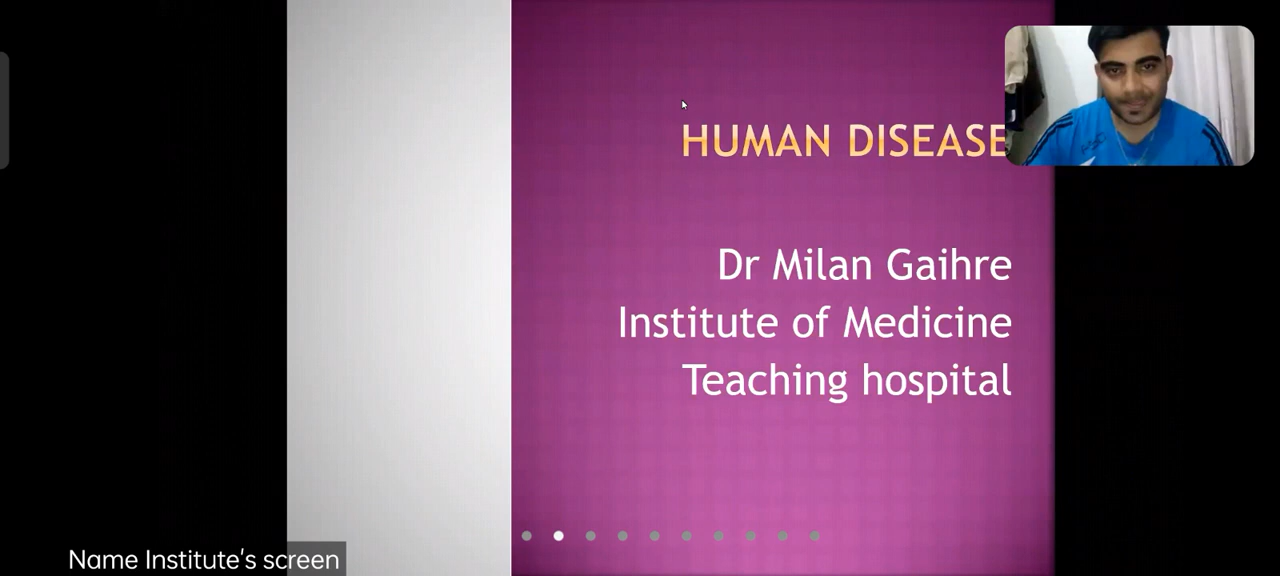 HUMAN DISEASE
Dr Milan Gaihre
Institute of Medicine
Teaching hospital
Name Institute's screen